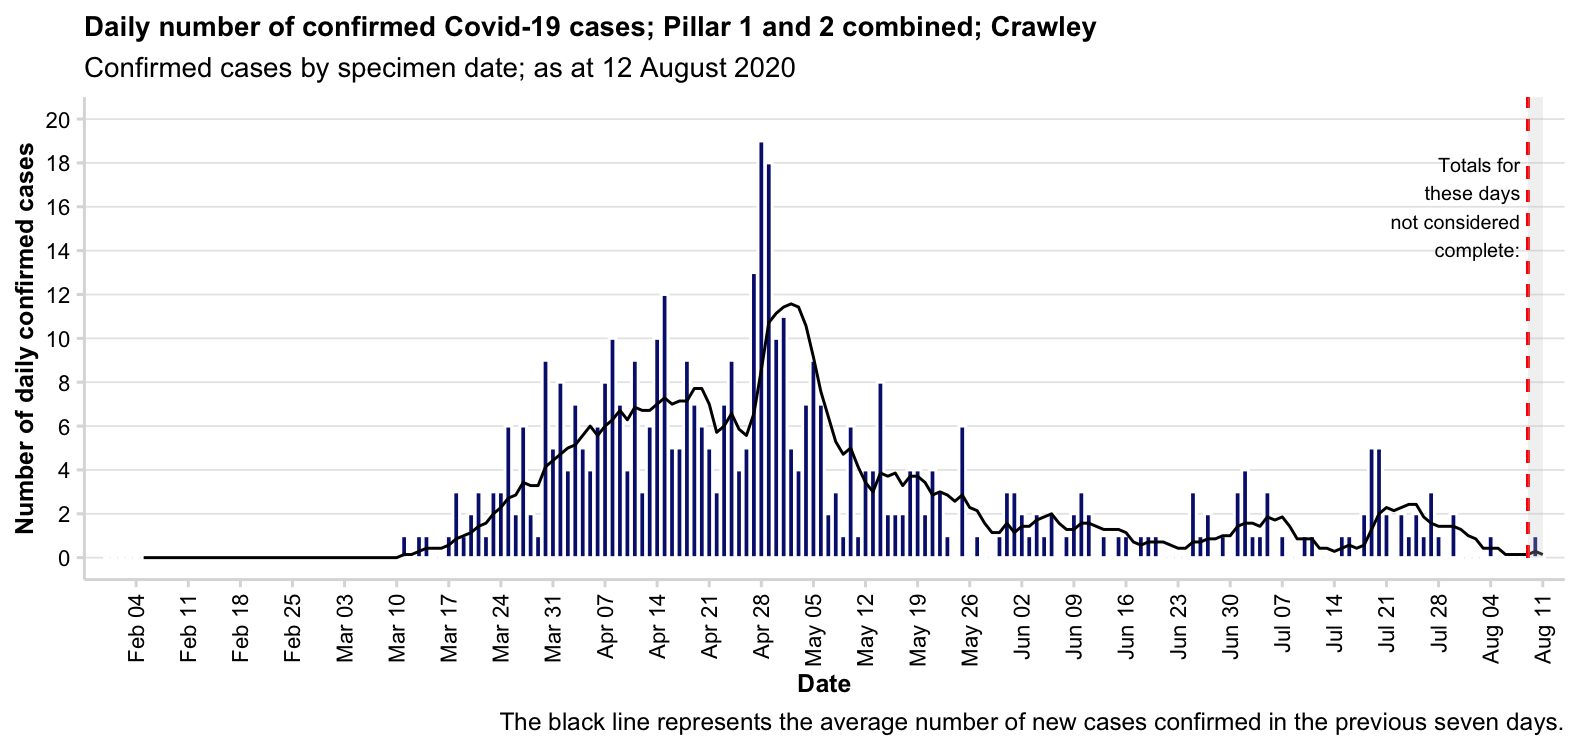 Daily number of confirmed Covid-19 cases; Pillar 1 and 2 combined; Crawley
Confirmed cases by specimen date; as at 12 August 2020
Number of daily confirmed cases
20
18
16
14
12
10
8
6
4
2
0
Totals for
these days
not considered
complete:
Feb 04
Feb 11
Feb 18
Feb 25
Mar 03
Mar 10
Mar 17
Mar 24
Mar 31
Apr 07
Apr 14
Apr 21
Apr 28
May 05
May 12
May 19
May 26
Jun 02
Jun 09
Jun 16
Jun 23
Jun 30
Jul 07
Jul 14
Jul 21
Jul 28
Aug 04
Aug 11
Date
The black line represents the average number of new cases confirmed in the previous seven days.